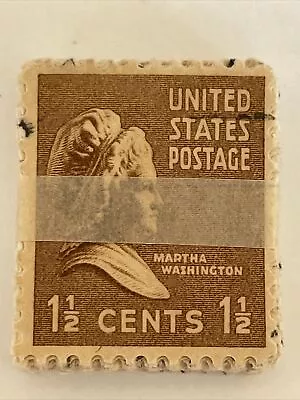 UNITED
STATES
POSTAGE
MARTHA
WASHINGTON
1½ CENTS 1½